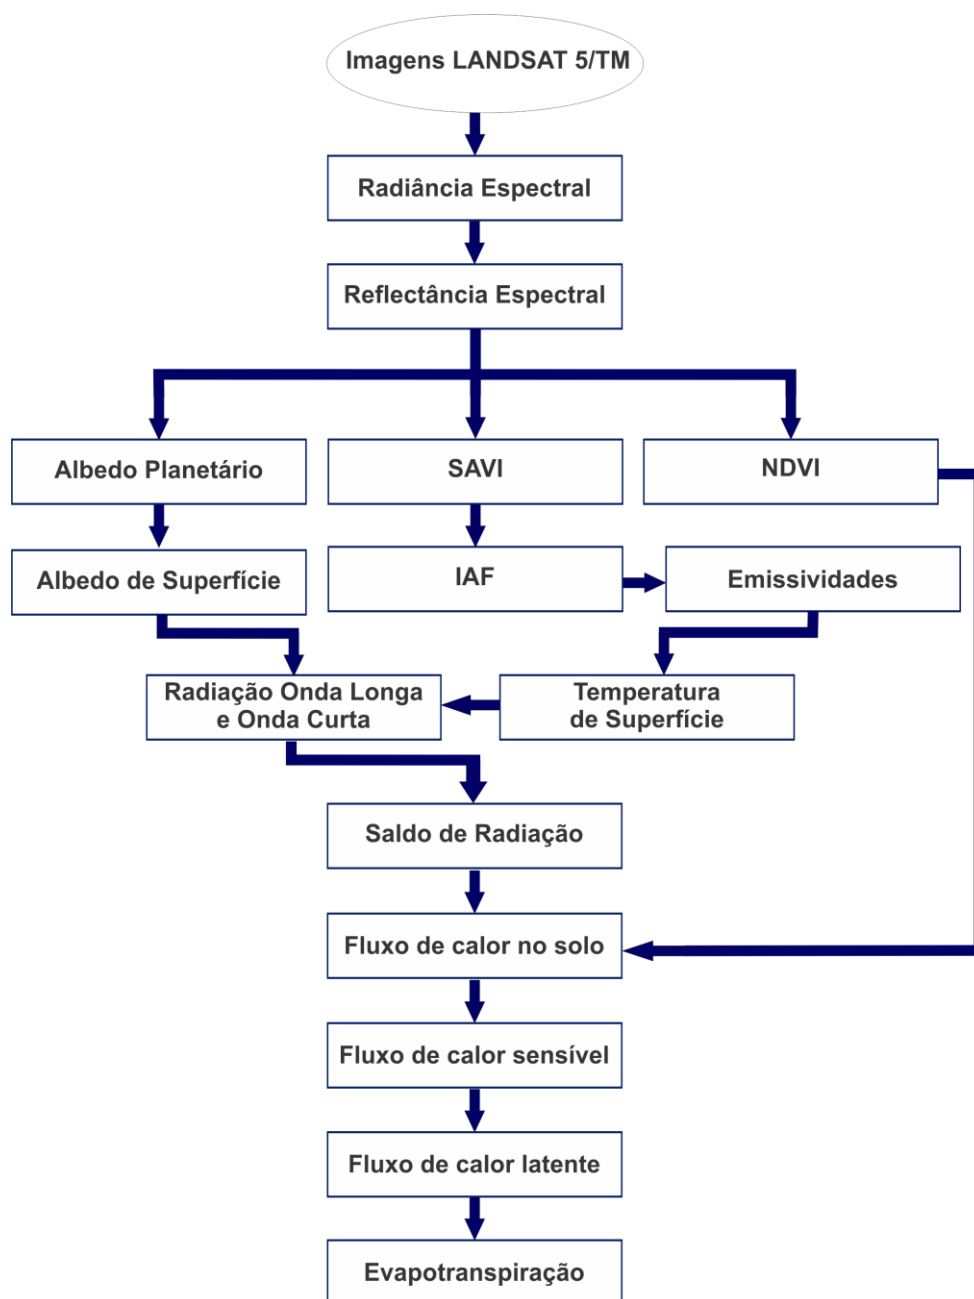 Imagens LANDSAT 5/TM
Radiância Espectral
Reflectância Espectral
Albedo Planetário
SAVI
NDVI
Albedo de Superfície
IAF
Emissividades
Radiação Onda Longa
e Onda Curta
Temperatura
de Superfície
Saldo de Radiação
Fluxo de calor no solo
Fluxo de calor sensível
Fluxo de calor latente
Evapotranspiração